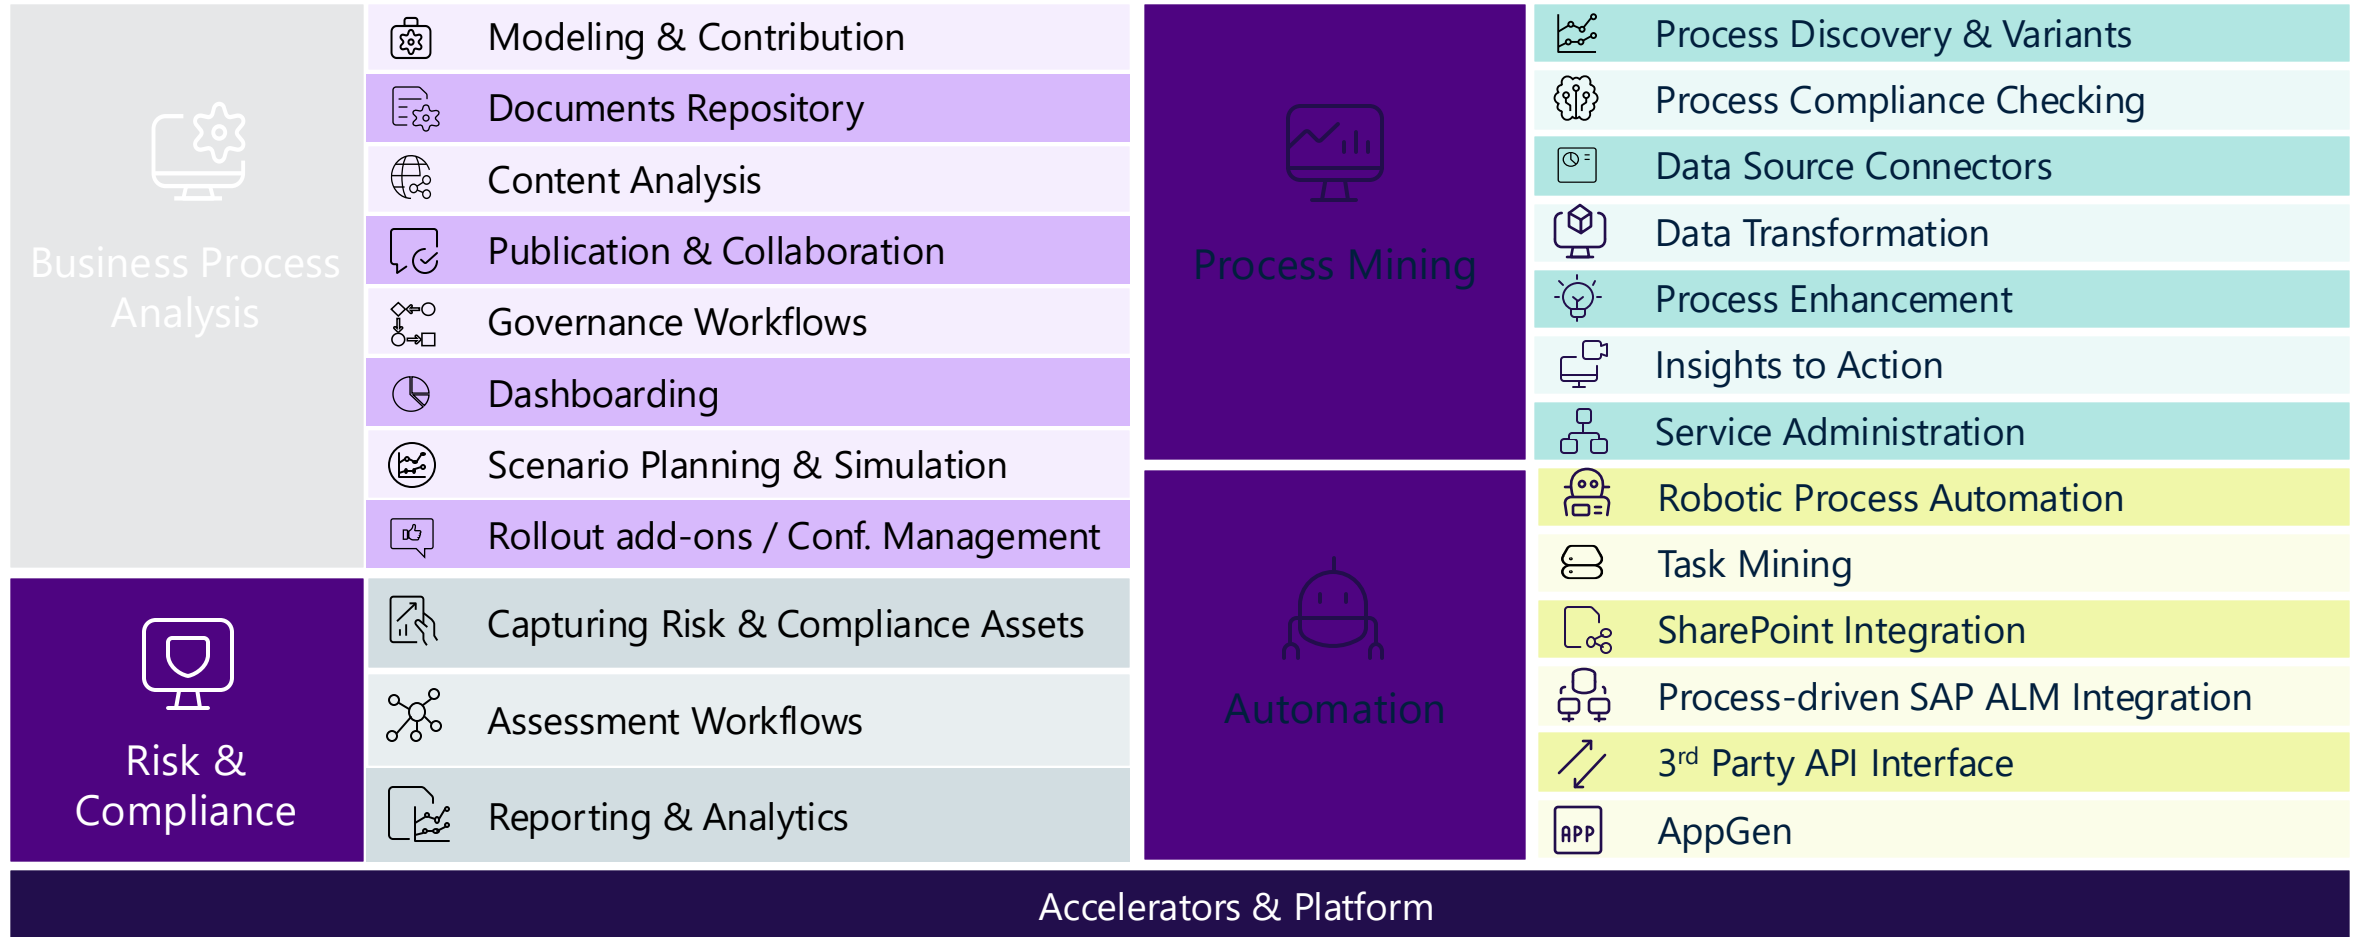 Business Process
Analysis
Modeling & Contribution
Documents Repository
Content Analysis
Publication & Collaboration
Governance Workflows
Dashboarding
Scenario Planning & Simulation
Rollout add-ons / Conf. Management
Risk &
Compliance
Capturing Risk & Compliance Assets
Assessment Workflows
Reporting & Analytics
Process Mining
Process Discovery & Variants
Process Compliance Checking
Data Source Connectors
Data Transformation
Process Enhancement
Insights to Action
Service Administration
Automation
Robotic Process Automation
Task Mining
SharePoint Integration
Process-driven SAP ALM Integration
3rd Party API Interface
APP
AppGen
Accelerators & Platform